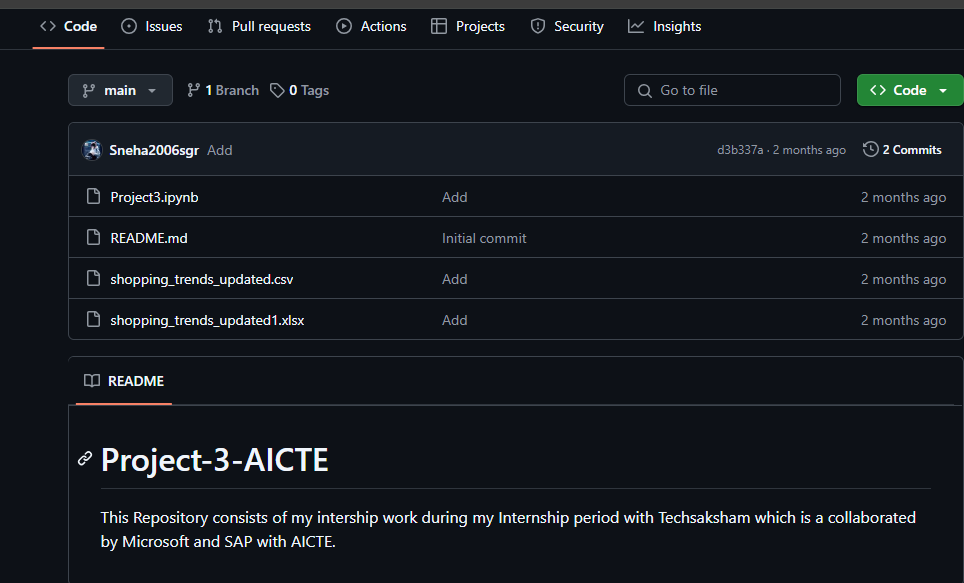 Code Issues Pull requests Actions Projects Security Insights
main 1 Branch 0 Tags Go to file Code
Sneha2006sgr Add d3b337a · 2 months ago 2 Commits
Project3.ipynb Add 2 months ago
README.md Initial commit 2 months ago
shopping_trends_updated.csv Add 2 months ago
shopping_trends_updated1.xlsx Add 2 months ago
README
Project-3-AICTE
This Repository consists of my intership work during my Internship period with Techsaksham which is a collaborated
by Microsoft and SAP with AICTE.